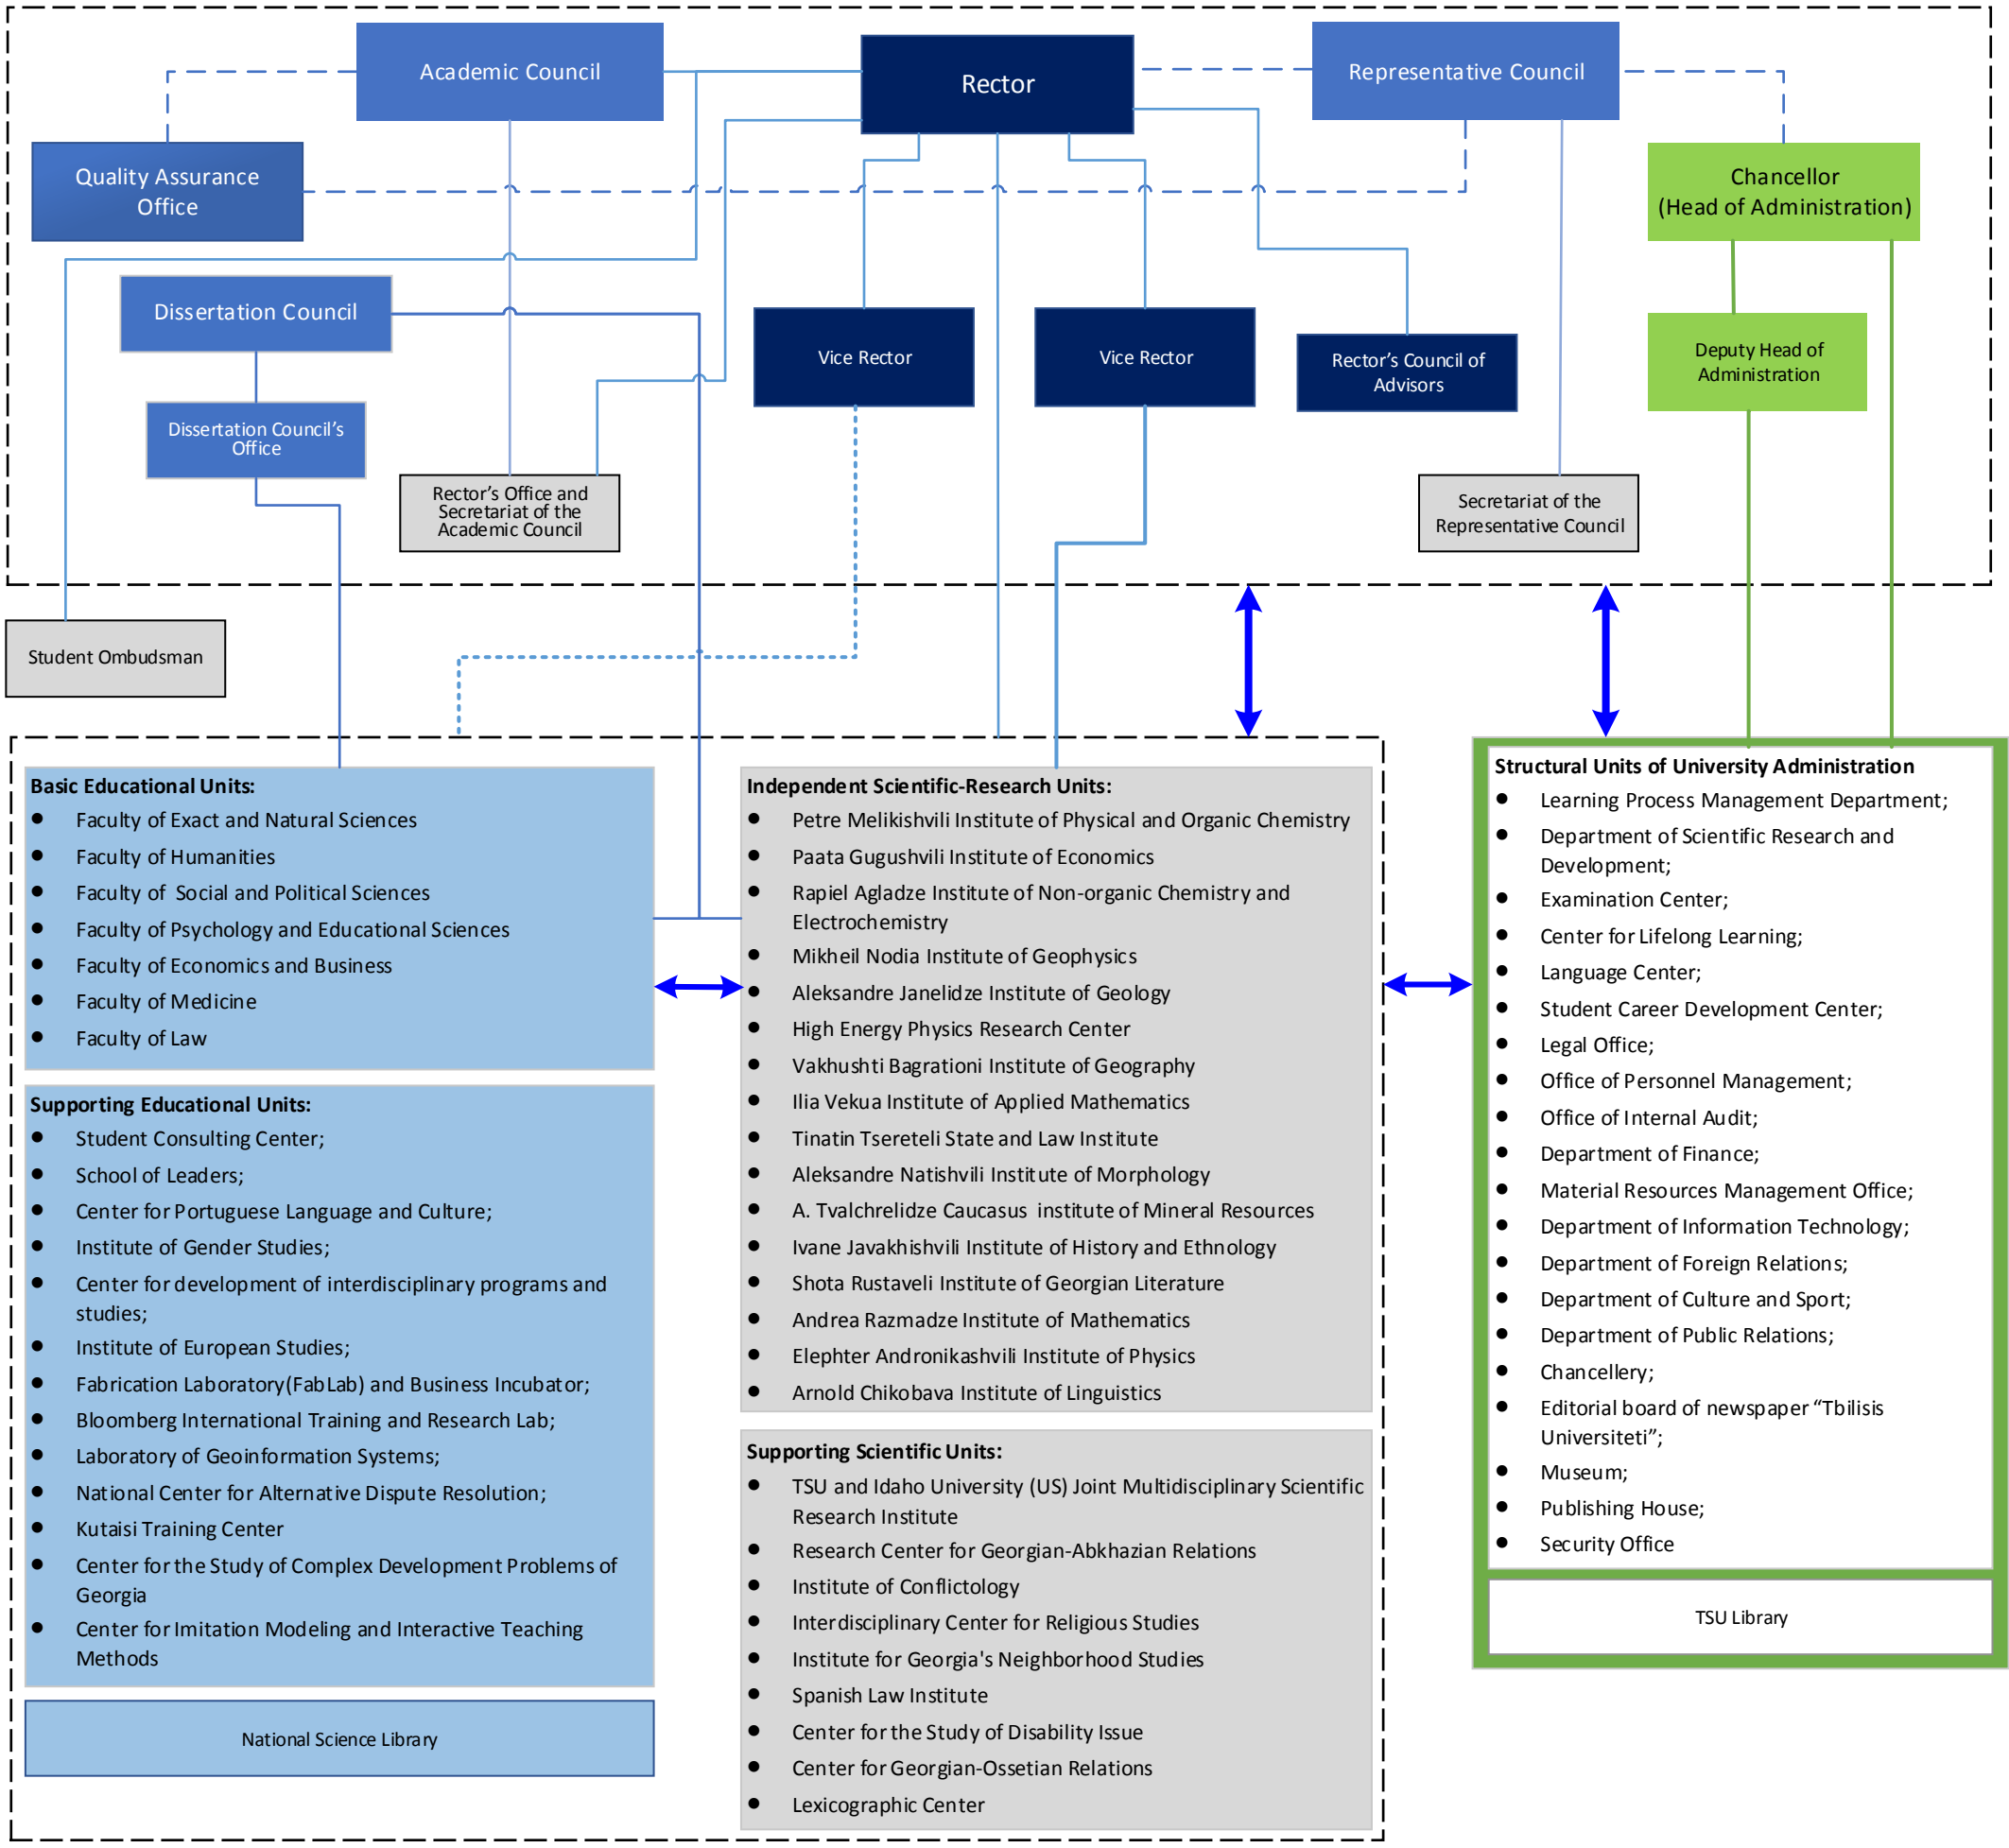 Academic Council
Rector
Representative Council
Quality Assurance
Office
Chancellor
(Head of Administration)
Dissertation Council
Vice Rector
Vice Rector
Rector’s Council of
Advisors
Deputy Head of
Administration
Dissertation Council’s
Office
Rector’s Office and
Secretariat of the
Academic Council
Secretariat of the
Representative Council
Student Ombudsman
Basic Educational Units:
Faculty of Exact and Natural Sciences
Faculty of Humanities
Faculty of Social and Political Sciences
Faculty of Psychology and Educational Sciences
Faculty of Economics and Business
Faculty of Medicine
Faculty of Law
Supporting Educational Units:
Student Consulting Center;
School of Leaders;
Center for Portuguese Language and Culture;
Institute of Gender Studies;
Center for development of interdisciplinary programs and
studies;
Institute of European Studies;
Fabrication Laboratory(FabLab) and Business Incubator;
Bloomberg International Training and Research Lab;
Laboratory of Geoinformation Systems;
National Center for Alternative Dispute Resolution;
Kutaisi Training Center
Center for the Study of Complex Development Problems of
Georgia
Center for Imitation Modeling and Interactive Teaching
Methods
National Science Library
Independent Scientific-Research Units:
Petre Melikishvili Institute of Physical and Organic Chemistry
Paata Gugushvili Institute of Economics
Rapiel Agladze Institute of Non-organic Chemistry and
Electrochemistry
Mikheil Nodia Institute of Geophysics
Aleksandre Janelidze Institute of Geology
High Energy Physics Research Center
Vakhushti Bagrationi Institute of Geography
Ilia Vekua Institute of Applied Mathematics
Tinatin Tsereteli State and Law Institute
Aleksandre Natishvili Institute of Morphology
A. Tvalchrelidze Caucasus institute of Mineral Resources
Ivane Javakhishvili Institute of History and Ethnology
Shota Rustaveli Institute of Georgian Literature
Andrea Razmadze Institute of Mathematics
Elephter Andronikashvili Institute of Physics
Arnold Chikobava Institute of Linguistics
Supporting Scientific Units:
TSU and Idaho University (US) Joint Multidisciplinary Scientific
Research Institute
Research Center for Georgian-Abkhazian Relations
Institute of Conflictology
Interdisciplinary Center for Religious Studies
Institute for Georgia's Neighborhood Studies
Spanish Law Institute
Center for the Study of Disability Issue
Center for Georgian-Ossetian Relations
Lexicographic Center
Structural Units of University Administration
Learning Process Management Department;
Department of Scientific Research and
Development;
Examination Center;
Center for Lifelong Learning;
Language Center;
Student Career Development Center;
Legal Office;
Office of Personnel Management;
Office of Internal Audit;
Department of Finance;
Material Resources Management Office;
Department of Information Technology;
Department of Foreign Relations;
Department of Culture and Sport;
Department of Public Relations;
Chancellery;
Editorial board of newspaper “Tbilisis
Universiteti”;
Museum;
Publishing House;
Security Office
TSU Library